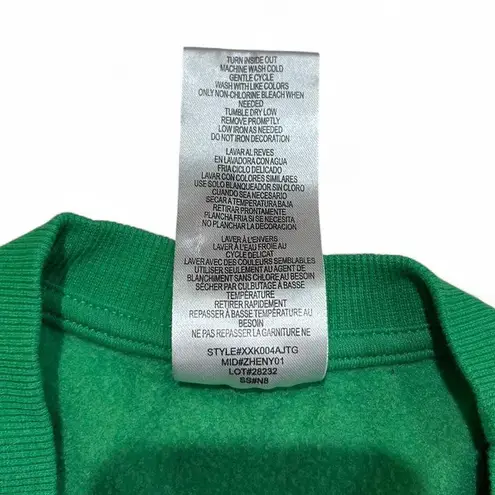 TURN INSIDE OUT
MACHINE WASH COLD
GENTLE CYCLE
WASH WITH LIKE COLORS
ONLY NON-CHLORINE BLEACH WHEN
NEEDED
TUMBLE DRY LOW
REMOVE PROMPTLY
LOW IRON AS NEEDED
DO NOT IRON DECORATION
LAVAR AL REVES
EN LAVADORA CON AGUA
FRIA CICLO DELICADO
LAVAR CON COLORES SIMILARES
USE SOLO BLANQUEADOR SIN CLORO
CUANDO SEA NECESARIO
SECAR A TEMPERATURA BAJA
RETIRAR PRONTAMENTE
PLANCHA FRIA SI SE NECESITA
NO PLANCHAR LA DECORACION
LAVER À L'ENVERS
LAVER À L'EAU FROIE AU
CYCLE DELICAT
LAVER AVEC DES COULEURS SEMBLABLES
UTILISER SEULEMENT AU AGENT DE
BLANCHIMENT SANS CHLORE AU BESOIN
SÉCHER PAR CULBUTAGE À BASSE
TEMPÉRATURE
RETIRER RAPIDEMENT
REPASSER À BASSE TEMPÉRATURE AU
BESOIN
NE PAS REPASSER LA GARNITURE NE
STYLE#XXK004AJTG
MID#ZHENY01
LOT#28232
SS#N8